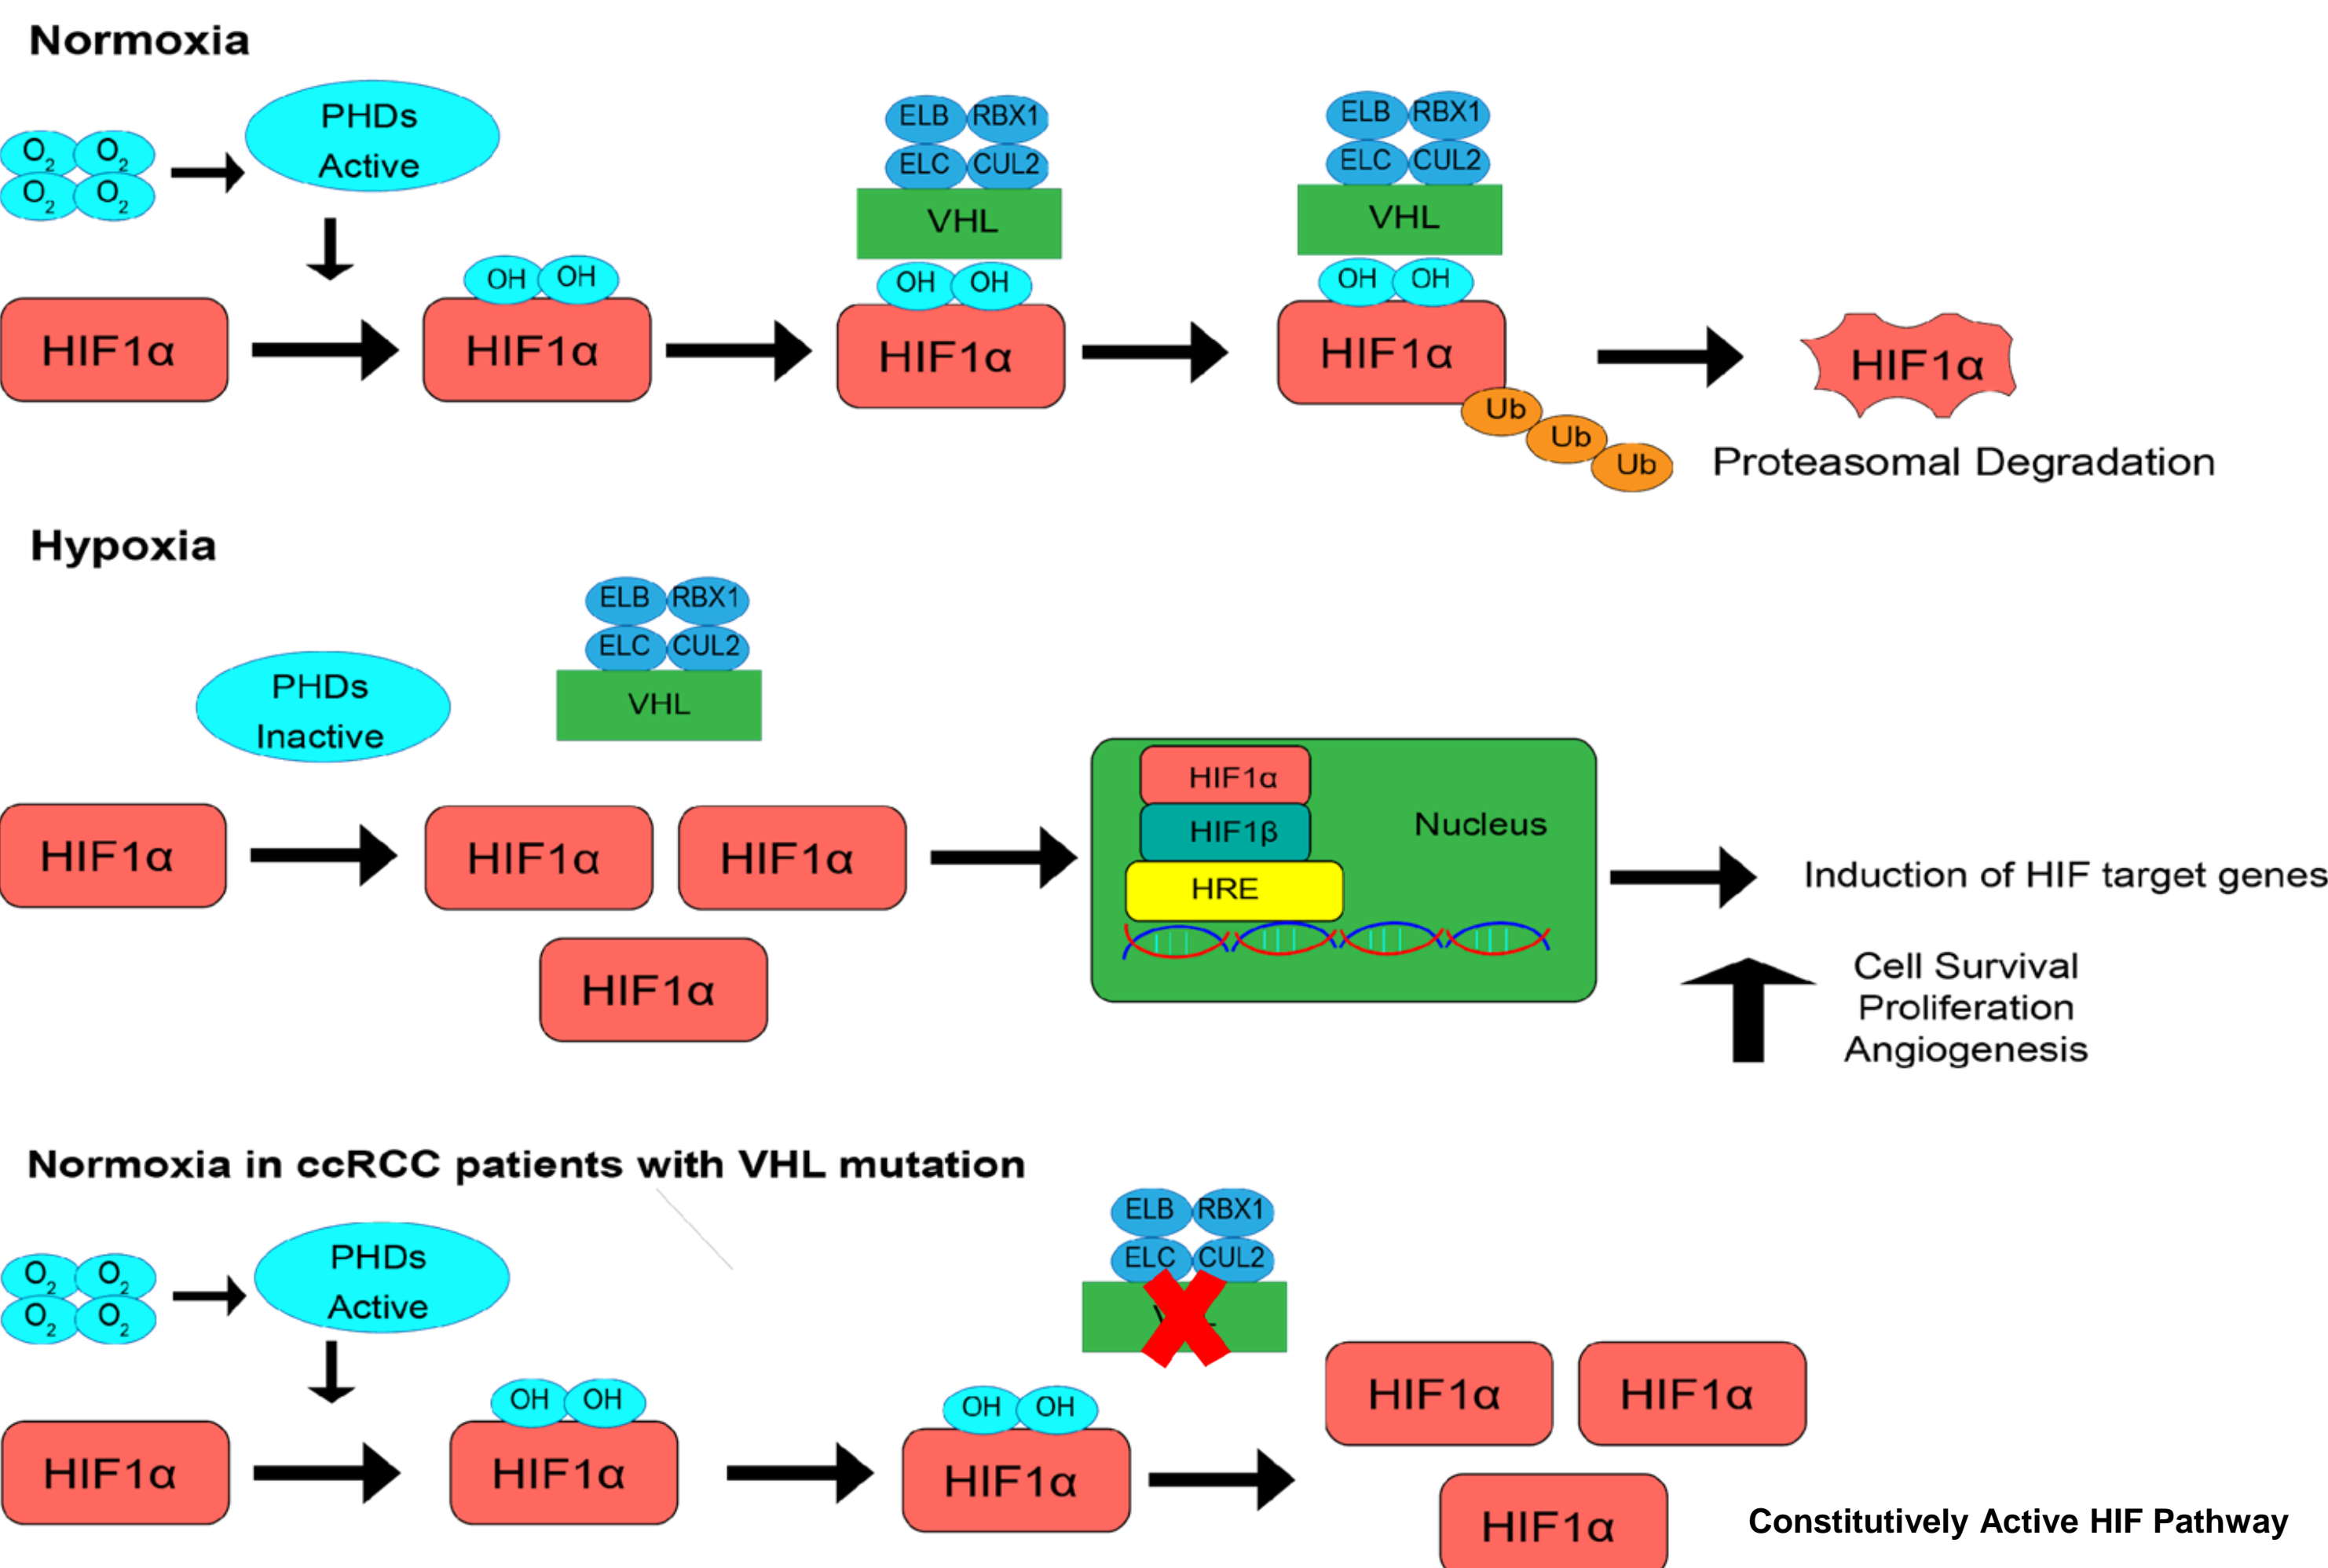 Normoxia
PHDs
Active
O2 O2
O2 O2
ELB RBX1
ELC CUL2
VHL
ELB RBX1
ELC CUL2
VHL
OH OH
OH OH
OH OH
HIF1α
HIF1α
HIF1α
HIF1α
HIF1α
Ub
Ub
Ub
Proteasomal Degradation
Hypoxia
ELB RBX1
ELC CUL2
VHL
PHDs
Inactive
HIF1α
HIF1α
HIF1α
HIF1α
HIF1α
HIF1β
HRE
Nucleus
Induction of HIF target genes
Cell Survival
Proliferation
Angiogenesis
Normoxia in ccRCC patients with VHL mutation
O2 O2
O2 O2
PHDs
Active
ELB RBX1
ELC CUL2
OH OH
OH OH
HIF1α
HIF1α
HIF1α
HIF1α
HIF1α
HIF1α
Constitutively Active HIF Pathway